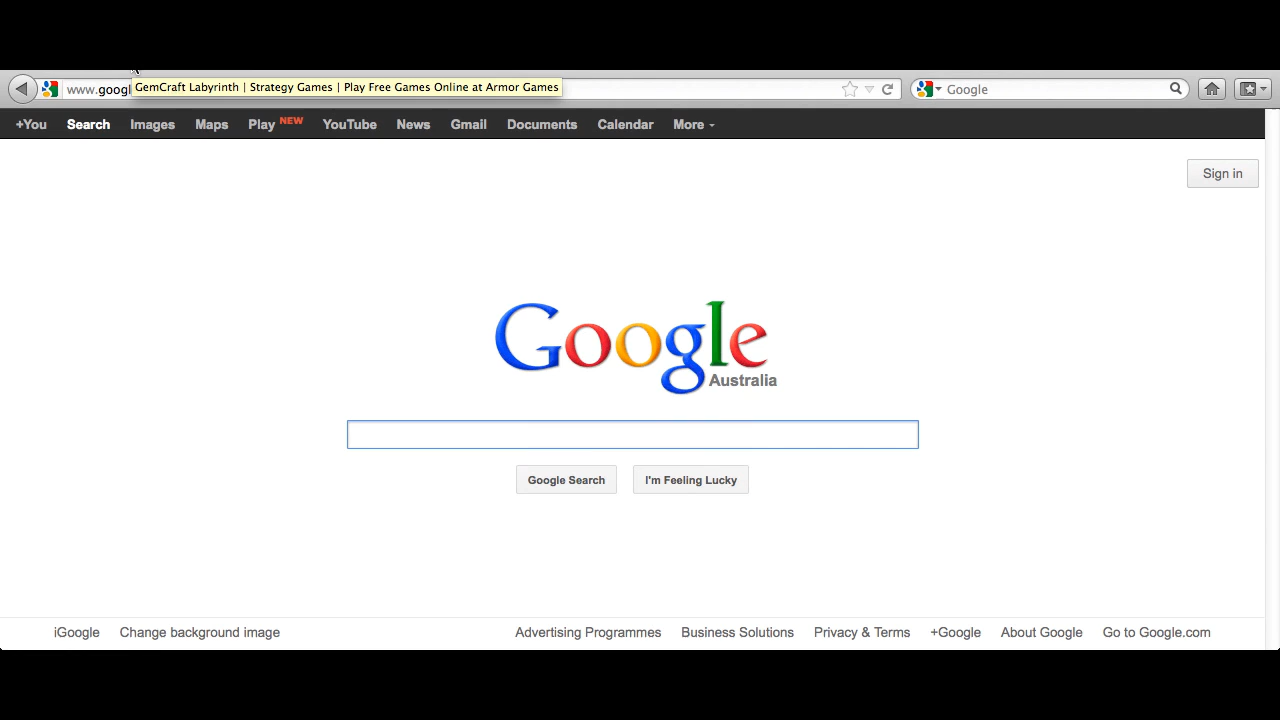 www.googl
GemCraft Labyrinth | Strategy Games | Play Free Games Online at Armor Games
Google
+You Search Images Maps Play NEW YouTube News Gmail Documents Calendar More
Sign in
Google
Australia
Google Search I'm Feeling Lucky
iGoogle Change background image Advertising Programmes Business Solutions Privacy & Terms +Google About Google Go to Google.com